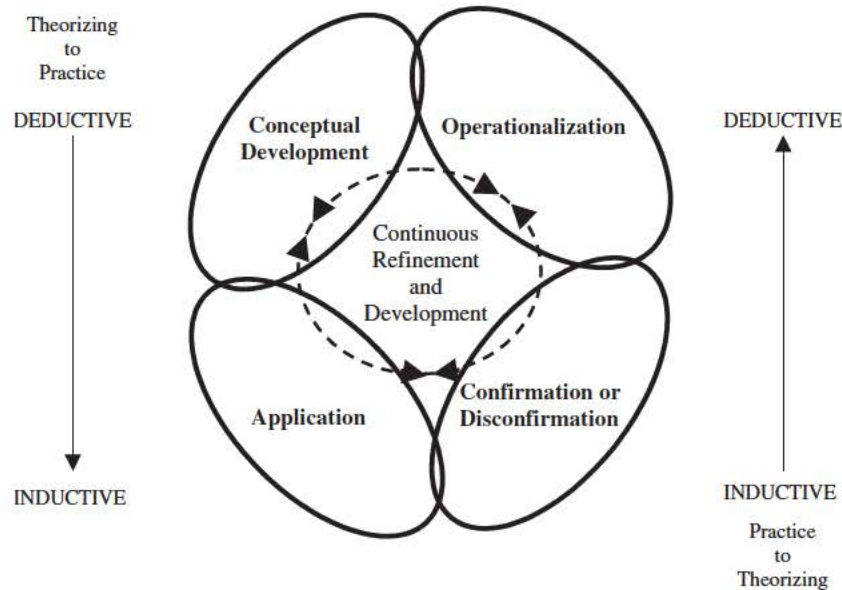 Theorizing
to
Practice
DEDUCTIVE
INDUCTIVE
Conceptual
Development
Operationalization
Continuous
Refinement
and
Development
Application
Confirmation or
Disconfirmation
DEDUCTIVE
INDUCTIVE
Practice
to
Theorizing